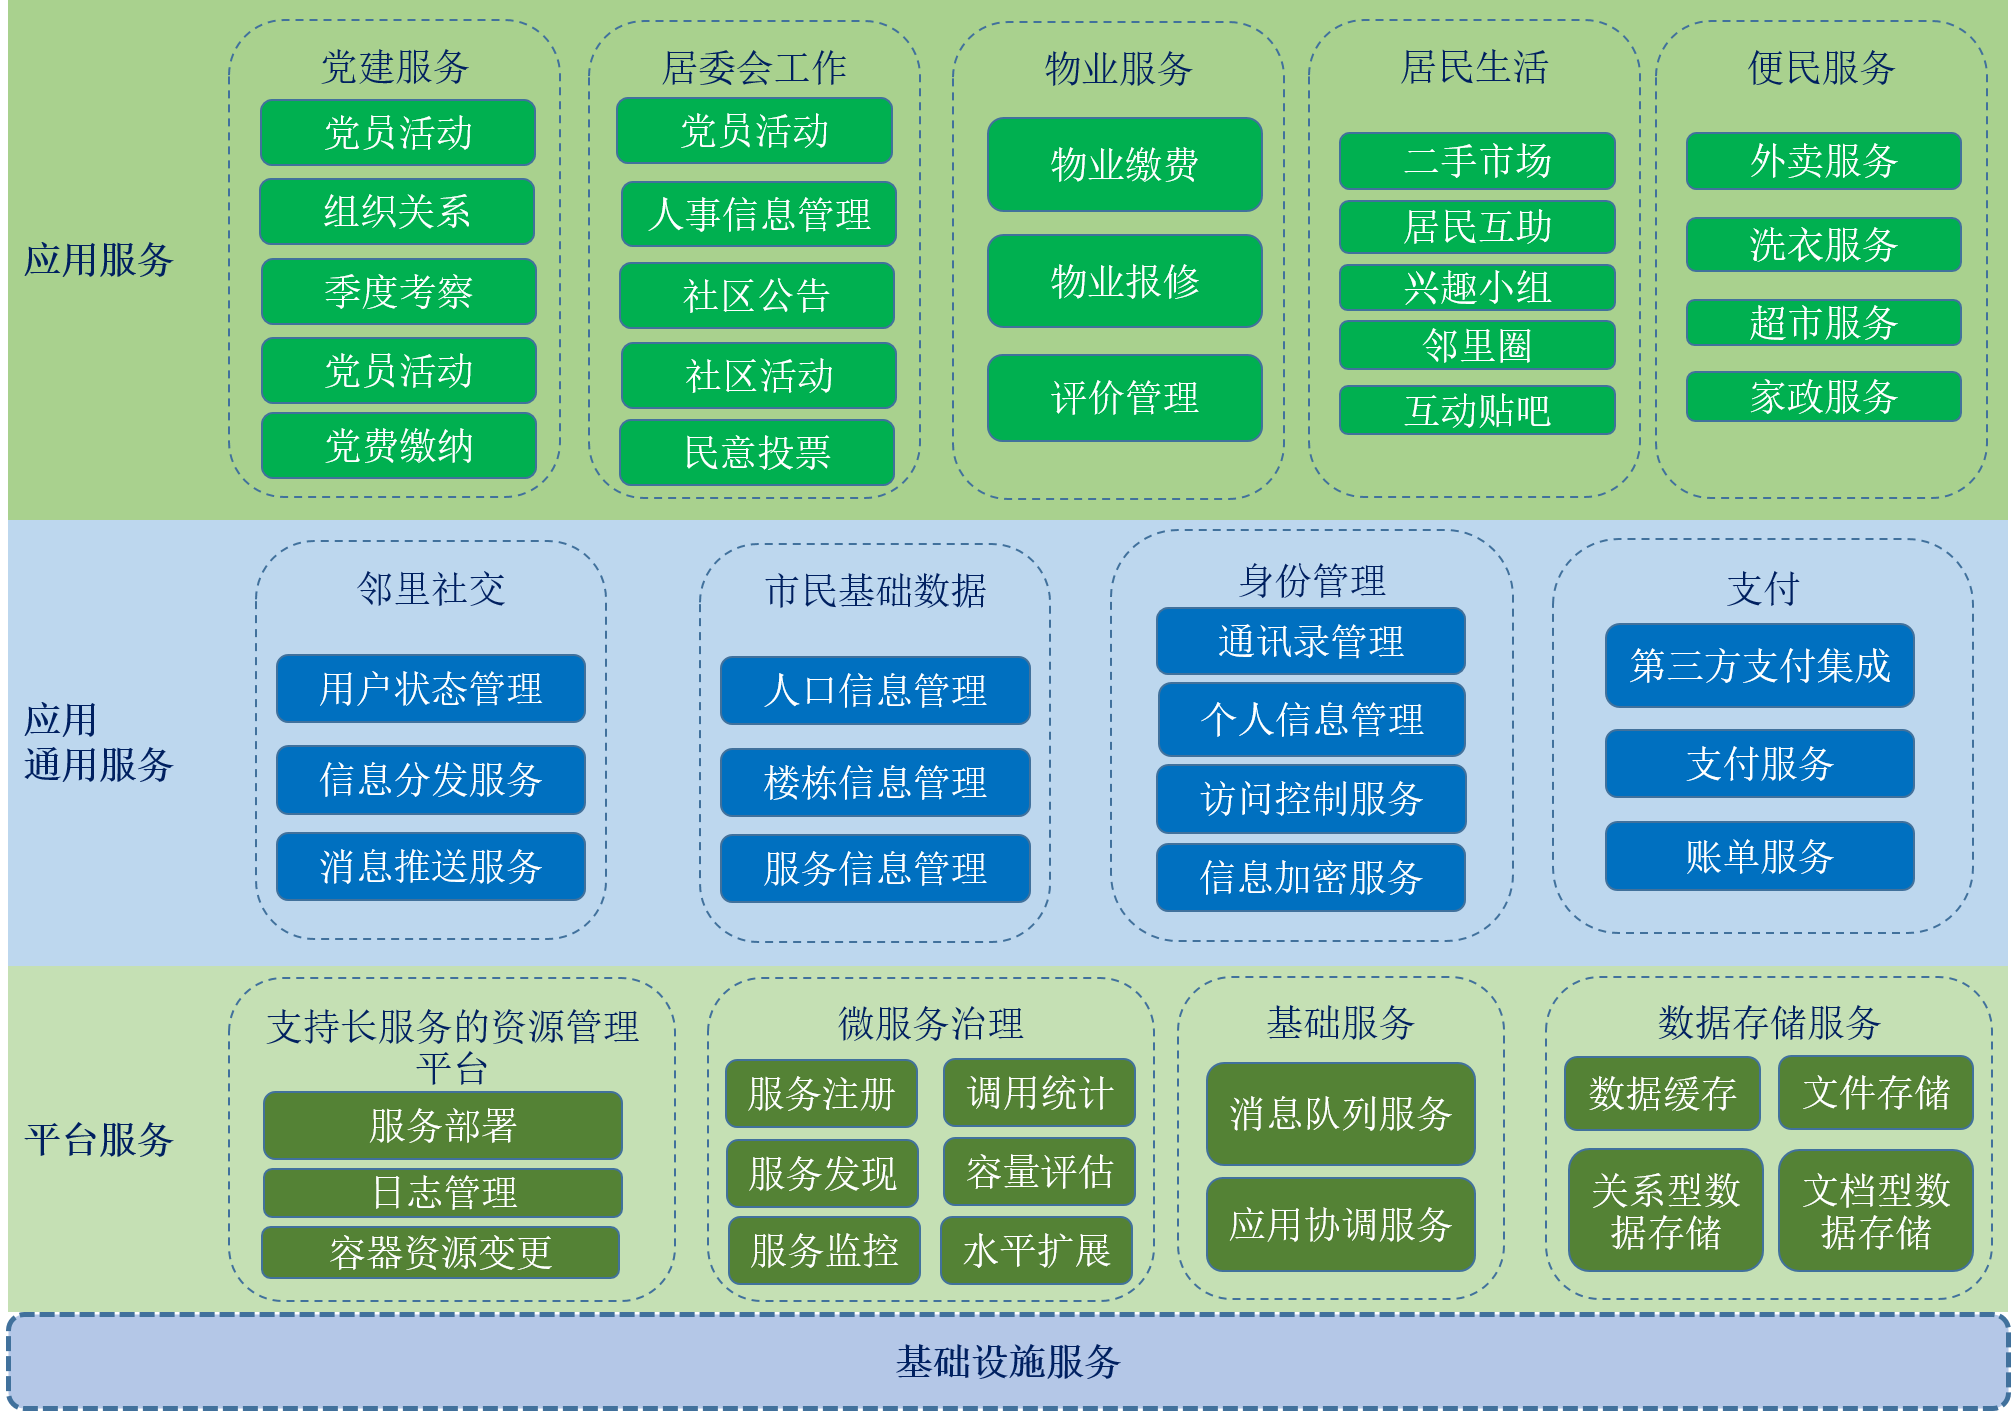 应用服务
党建服务
党员活动
组织关系
季度考察
党员活动
党费缴纳
居委会工作
党员活动
人事信息管理
社区公告
社区活动
民意投票
物业服务
物业缴费
物业报修
评价管理
居民生活
二手市场
居民互助
兴趣小组
邻里圈
互动贴吧
便民服务
外卖服务
洗衣服务
超市服务
家政服务
应用
通用服务
邻里社交
用户状态管理
信息分发服务
消息推送服务
市民基础数据
人口信息管理
楼栋信息管理
服务信息管理
身份管理
通讯录管理
个人信息管理
访问控制服务
信息加密服务
支付
第三方支付集成
支付服务
账单服务
平台服务
支持长服务的资源管理
平台
服务部署
日志管理
容器资源变更
微服务治理
服务注册
调用统计
服务发现
容量评估
服务监控
水平扩展
基础服务
消息队列服务
应用协调服务
数据存储服务
数据缓存
文件存储
关系型数
据存储
文档型数
据存储
基础设施服务